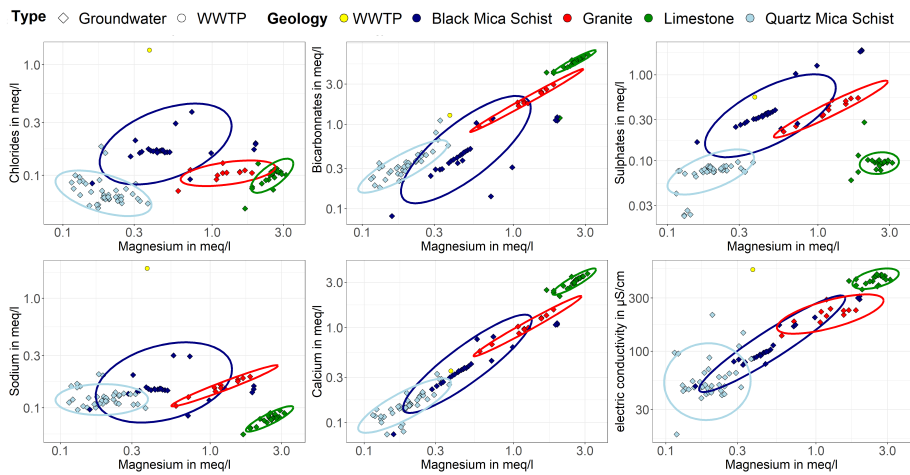 Type Groundwater WWTP Geology WWTP Black Mica Schist Granite Limestone Quartz Mica Schist
Chlorides in meq/l
1.0
0.3
0.1
0.1 0.3 1.0 3.0
Magnesium in meq/l
Bicarbonnates in meq/l
3.0
1.0
0.3
0.1
0.1 0.3 1.0 3.0
Magnesium in meq/l
Sulphates in meq/l
1.00
0.30
0.10
0.03
0.1 0.3 1.0 3.0
Magnesium in meq/l
Sodium in meq/l
1.0
0.3
0.1
0.1 0.3 1.0 3.0
Magnesium in meq/l
Calcium in meq/l
3.0
1.0
0.3
0.1
0.1 0.3 1.0 3.0
Magnesium in meq/l
electric conductivity in µS/cm
300
100
30
0.1 0.3 1.0 3.0
Magnesium in meq/l